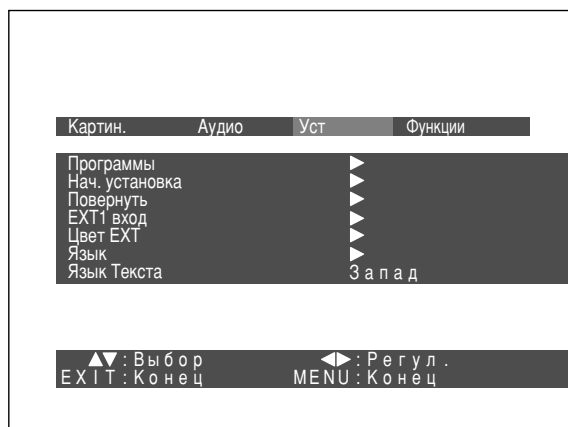 Картин. Аудио Уст Функции
Программы ▶
Нач. установка ▶
Повернуть ▶
EXT1 вход ▶
Цвет EXT ▶
Язык ▶
Язык Текста Запад
▲▼:Выбор ◀▶:Регул.
EXIT:Конец MENU:Конец